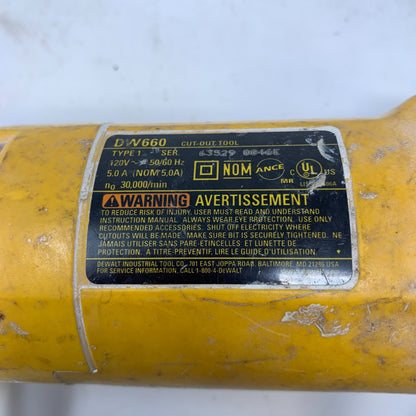 DW660 CUT-OUT TOOL
TYPE 1 SER.
120V 50/60 Hz
5.0 A (NOM 5.0A) NOM ANCE C UL US
MR
n0 30,000/min
WARNING AVERTISSEMENT
TO REDUCE RISK OF INJURY, USER MUST READ AND UNDERSTAND
INSTRUCTION MANUAL. ALWAYS WEAR EYE PROTECTION. USE ONLY
RECOMMENDED ACCESSORIES. SHUT OFF ELECTRICITY WHERE
CUTOUTS WILL BE MADE. MAKE SURE BIT IS SECURELY TIGHTENED. NE
JAMAIS UTILISER SANS PARE-ETINCELLES ET LUNETTE DE
PROTECTION. A TITRE PREVENTIF, LIRE LE GUIDE D'UTILISATION.
DEWALT INDUSTRIAL TOOL CO., 701 EAST JOPPA ROAD, BALTIMORE, MD 21286 USA
FOR SERVICE INFORMATION, CALL 1-800-4-DEWALT